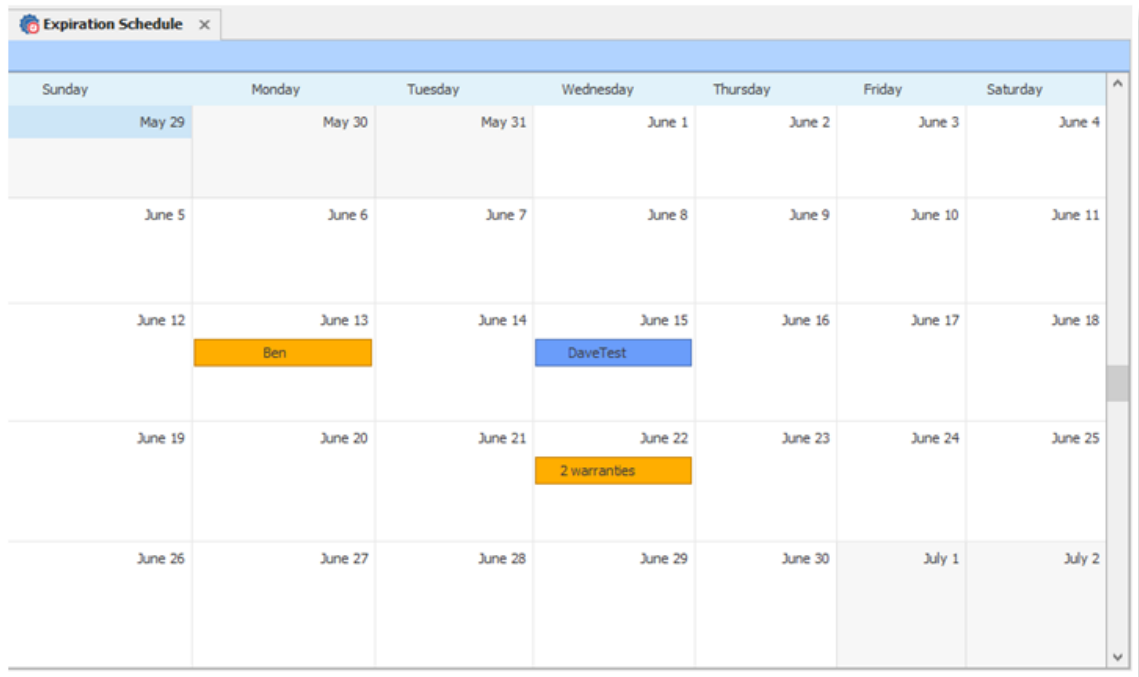 Expiration Schedule
Sunday Monday Tuesday Wednesday Thursday Friday Saturday
May 29 May 30 May 31 June 1 June 2 June 3 June 4
June 5 June 6 June 7 June 8 June 9 June 10 June 11
June 12 June 13 June 14 June 15 June 16 June 17 June 18
Ben DaveTest
June 19 June 20 June 21 June 22 June 23 June 24 June 25
2 warranties
June 26 June 27 June 28 June 29 June 30 July 1 July 2